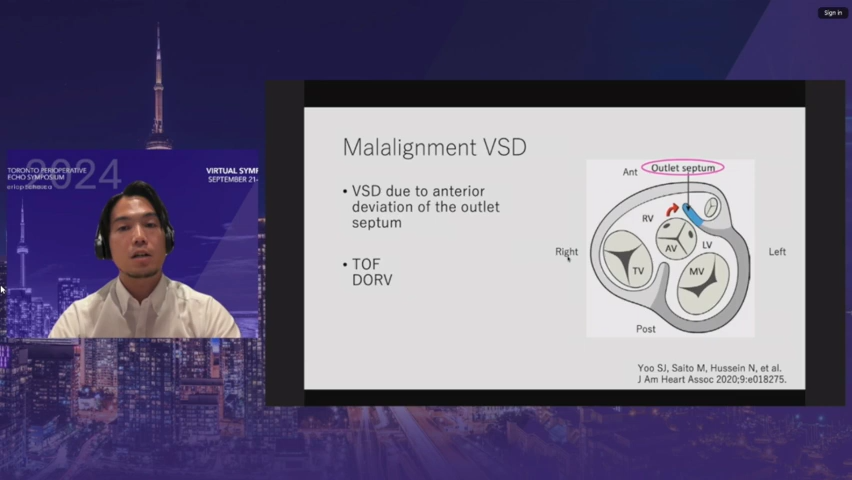 Sign in
2024
TORONTO PERIOPERATIVE
ECHO SYMPOSIUM
VIRTUAL SYMP
SEPTEMBER 21-
Malalignment VSD
• VSD due to anterior
deviation of the outlet
septum
• TOF
DORV
Outlet septum
Ant
RV
AV
LV
Right
Left
TV
MV
Post
Yoo SJ, Saito M, Hussein N, et al.
J Am Heart Assoc 2020;9:e018275.